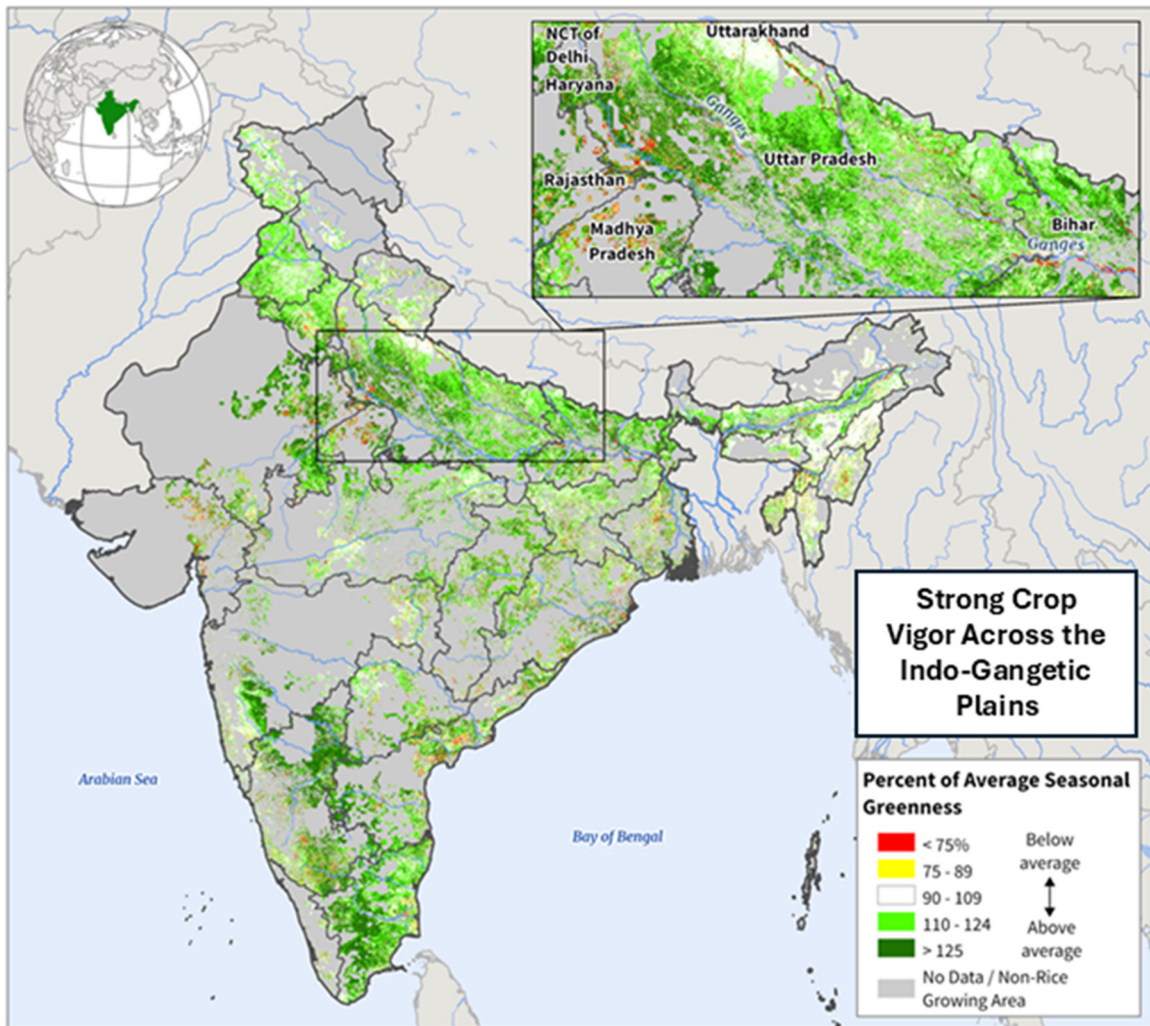 NCT of
Delhi
Haryana
Uttarakhand
Ganges
Uttar Pradesh
Rajasthan
Madhya
Pradesh
Bihar
Ganges
Strong Crop
Vigor Across the
Indo-Gangetic
Plains
Arabian Sea
Bay of Bengal
Percent of Average Seasonal
Greenness
< 75%
75 - 89
90 - 109
110 - 124
> 125
Below
average
Above
average
No Data / Non-Rice
Growing Area